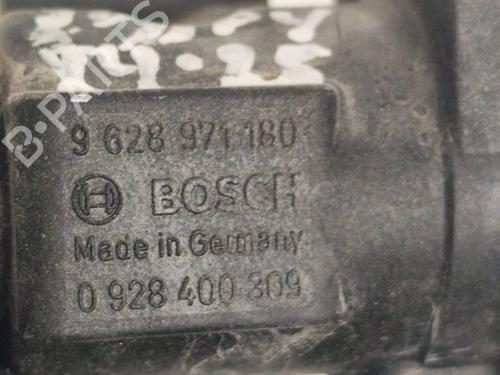 B-PARTS
9 628 971 180
BOSCH
Made in Germany
0 928 400 309